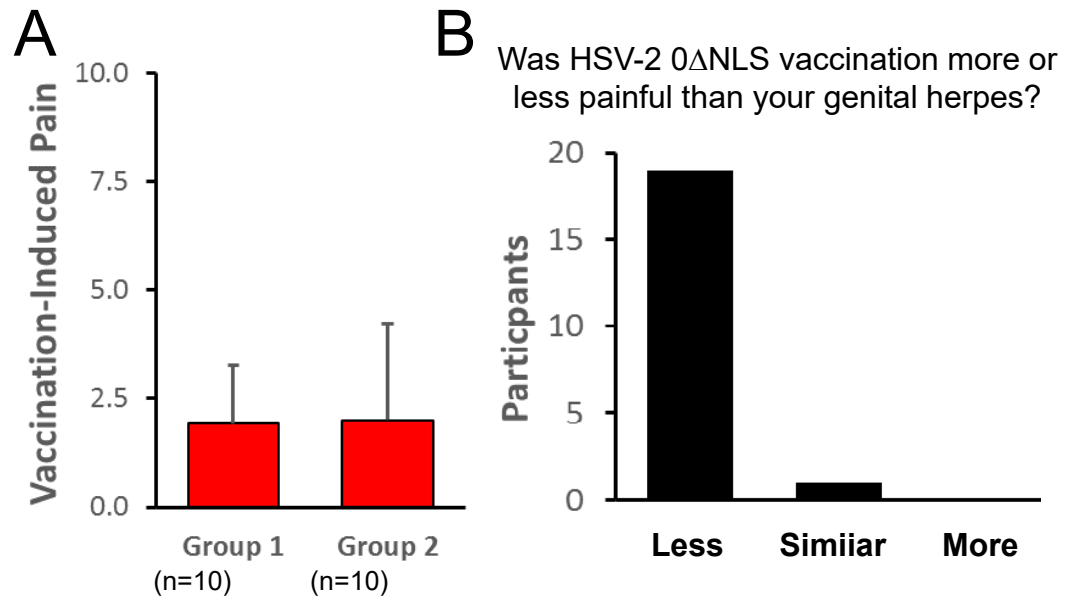 A
Vaccination-Induced Pain
10.0
7.5
5.0
2.5
0.0
Group 1
Group 2
(n=10)
(n=10)
B
Was HSV-2 0∆NLS vaccination more or
less painful than your genital herpes?
Particpants
20
15
10
5
0
Less
Simiiar
More